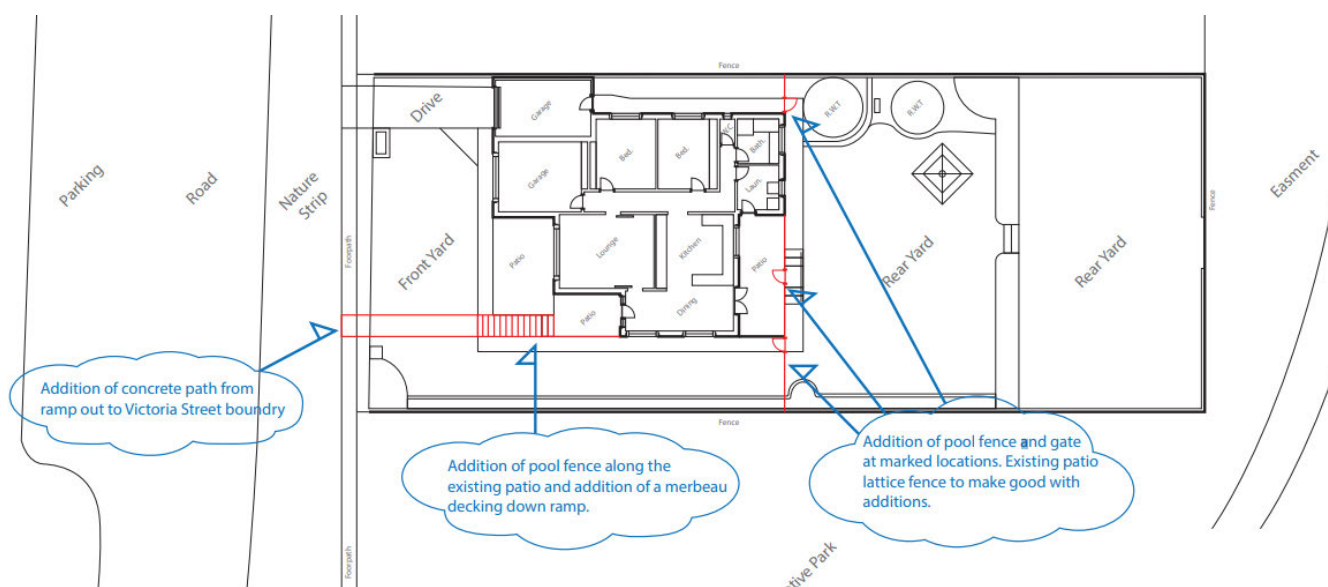 Fence
Drive
Garage
R.W.T
R.W.T
W.C.
Bath.
Bed.
Bed.
Garage
Laun.
Parking
Road
Nature
Strip
Foorpath
Front Yard
Patio
Lounge
Kitchen
Patio
Rear Yard
Rear Yard
Fence
Easment
Patio
Dining
Addition of concrete path from
ramp out to Victoria Street boundry
Fence
Addition of pool fence along the
existing patio and addition of a merbeau
decking down ramp.
Addition of pool fence and gate
at marked locations. Existing patio
lattice fence to make good with
additions.
Foorpath
tive Park